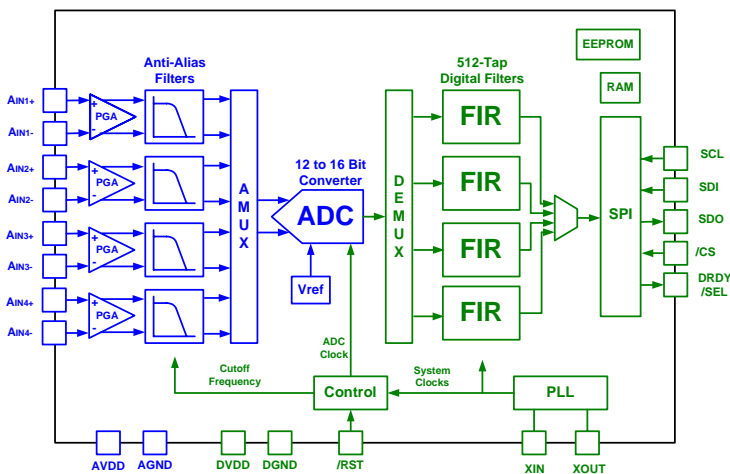 EEPROM
Anti-Alias
Filters
512-Tap
Digital Filters
RAM
AIN1+
AIN1-
+
-
PGA
FIR
AIN2+
AIN2-
+
-
PGA
FIR
AIN3+
AIN3-
+
-
PGA
FIR
AIN4+
AIN4-
+
-
PGA
FIR
A
M
U
X
12 to 16 Bit
Converter
ADC
Vref
D
E
M
U
X
SPI
SCL
SDI
SDO
/CS
DRDY
/SEL
ADC
Clock
Cutoff
Frequency
System
Clocks
Control
PLL
AVDD
AGND
DVDD
DGND
/RST
XIN
XOUT